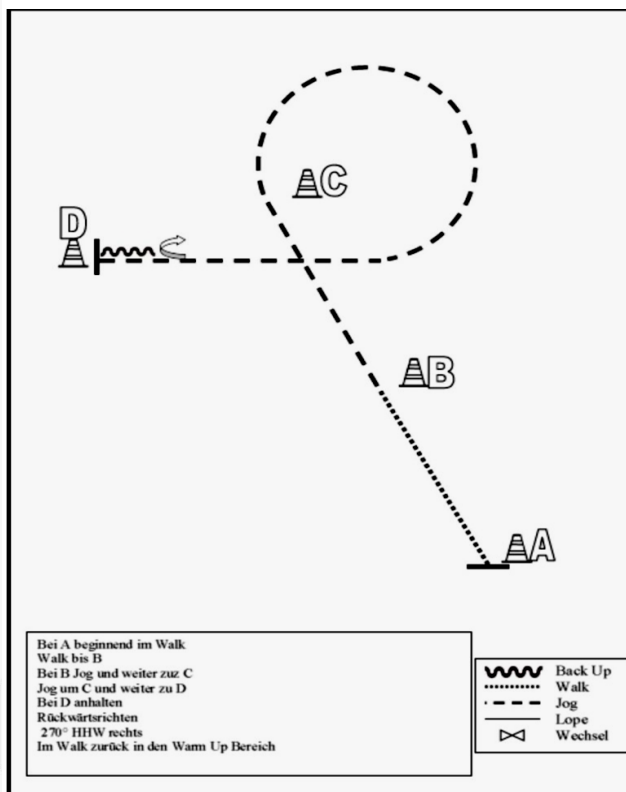 C
D
B
A
Bei A beginnend im Walk
Walk bis B
Bei B Jog und weiter zuz C
Jog um C und weiter zu D
Bei D anhalten
Rückwärtsrichten
270° HHW rechts
Im Walk zurück in den Warm Up Bereich
Back Up
Walk
Jog
Lope
Wechsel